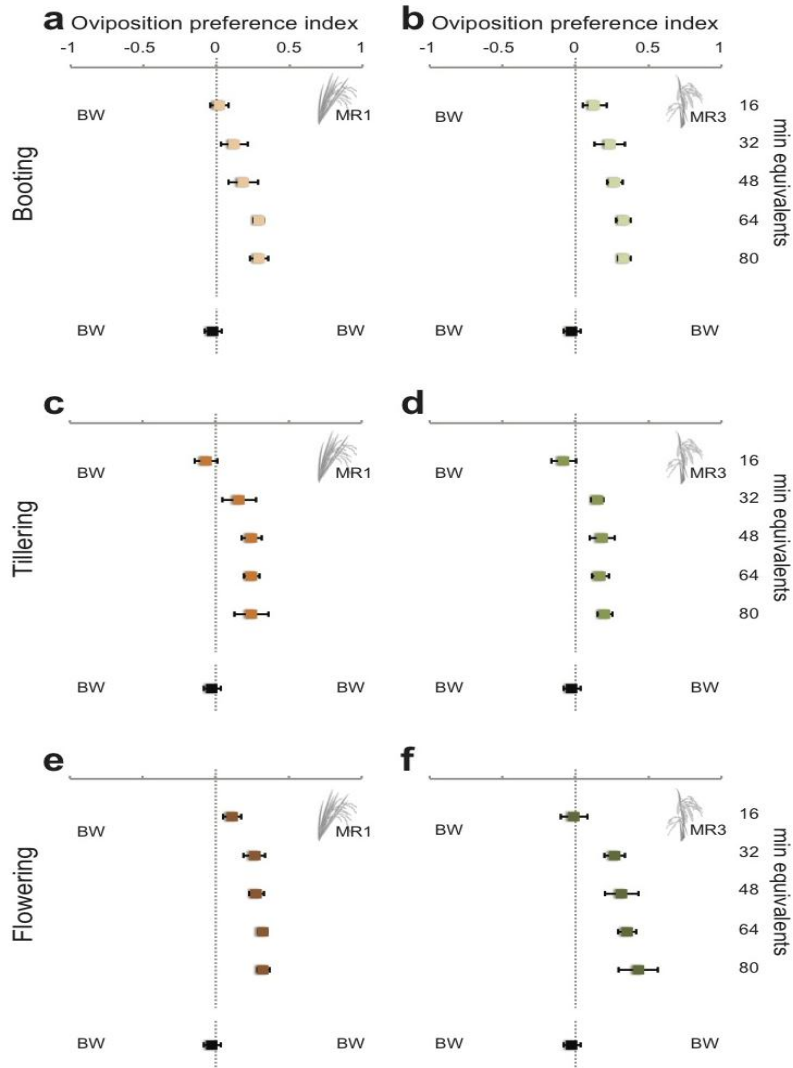 a Oviposition preference index
b Oviposition preference index
-1 -0.5 0 0.5 1
-1 0 0.5 1
Booting
BW MR1
BW MR3
16
32
48
64
80
min equivalents
BW BW
BW BW
c
d
Tillering
BW MR1
BW MR3
16
32
48
64
80
min equivalents
BW BW
BW BW
e
f
Flowering
BW MR1
BW MR3
16
32
48
64
80
min equivalents
BW BW
BW BW